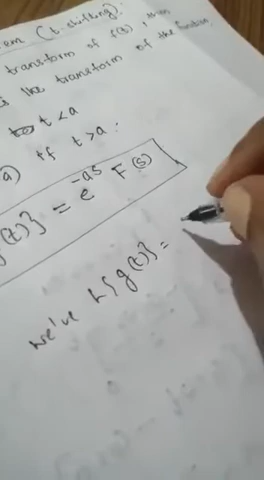 em (t-shifting).
transform of f(t), then
the transform of the function
t < a
a) if t > a.
(t)} = e^-as F(s)
we've L{g(t)} =